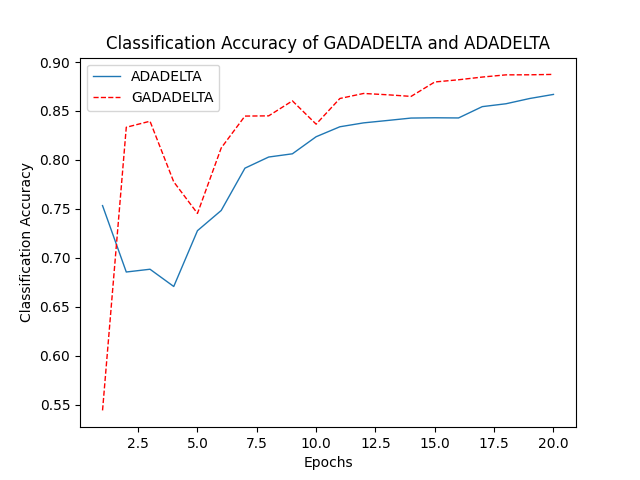 Classification Accuracy of GADADELTA and ADADELTA
ADADELTA
GADADELTA
Classification Accuracy
0.90
0.85
0.80
0.75
0.70
0.65
0.60
0.55
2.5 5.0 7.5 10.0 12.5 15.0 17.5 20.0
Epochs